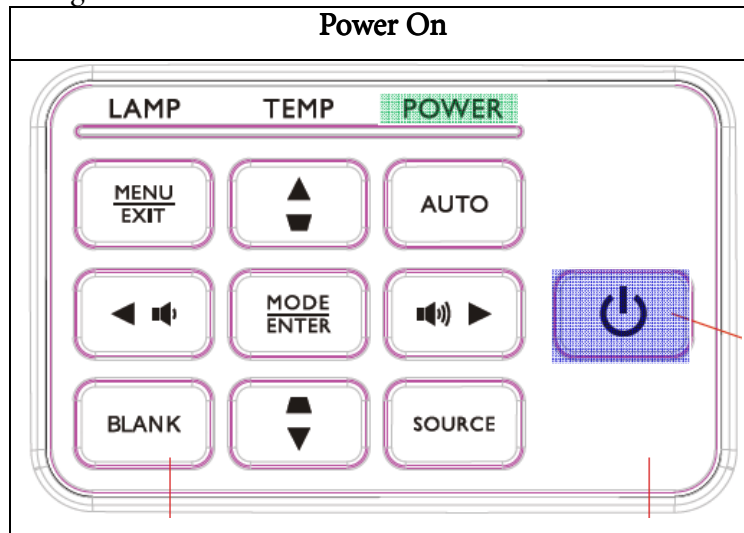 Power On
LAMP TEMP POWER
MENU
EXIT
AUTO
MODE
ENTER
BLANK
SOURCE